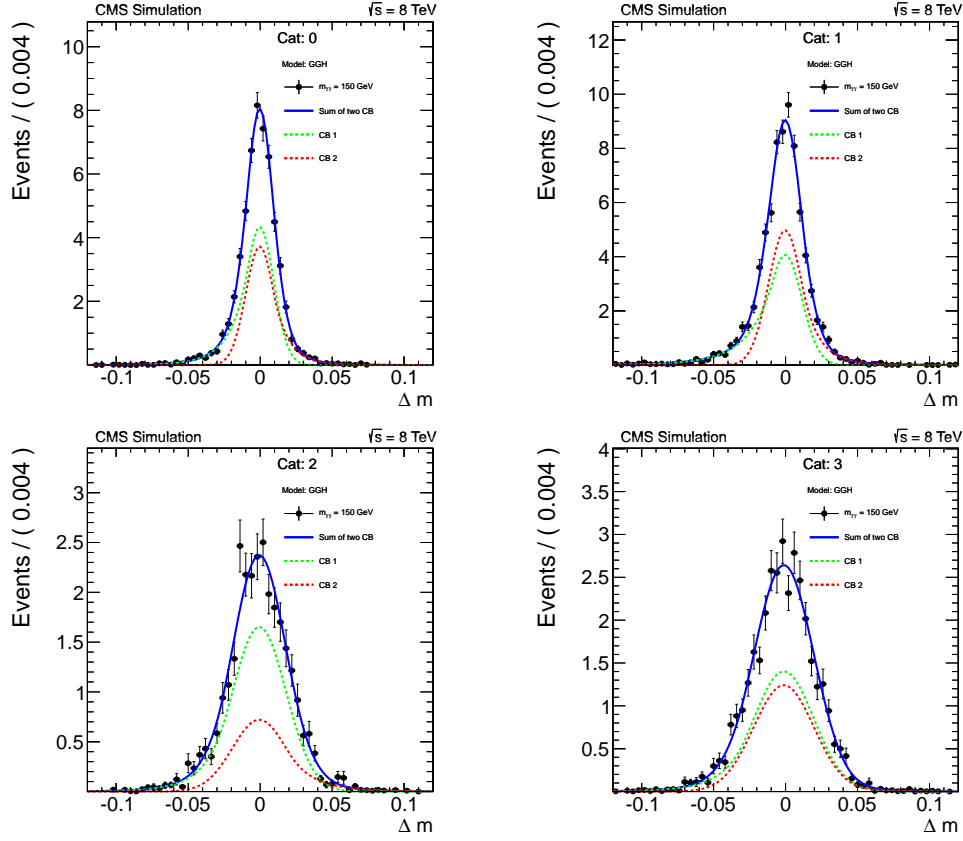 CMS Simulation √s = 8 TeV
Events / ( 0.004 )
Cat: 0
Model: GGH
m_γγ = 150 GeV
Sum of two CB
CB 1
CB 2
10
8
6
4
2
-0.1 -0.05 0 0.05 0.1
Δ m
CMS Simulation √s = 8 TeV
Events / ( 0.004 )
Cat: 1
Model: GGH
m_γγ = 150 GeV
Sum of two CB
CB 1
CB 2
12
10
8
6
4
2
-0.1 -0.05 0 0.05 0.1
Δ m
CMS Simulation √s = 8 TeV
Events / ( 0.004 )
Cat: 2
Model: GGH
m_γγ = 150 GeV
Sum of two CB
CB 1
CB 2
3
2.5
2
1.5
1
0.5
-0.1 -0.05 0 0.05 0.1
Δ m
CMS Simulation √s = 8 TeV
Events / ( 0.004 )
Cat: 3
Model: GGH
m_γγ = 150 GeV
Sum of two CB
CB 1
CB 2
4
3.5
3
2.5
2
1.5
1
0.5
-0.1 -0.05 0 0.05 0.1
Δ m